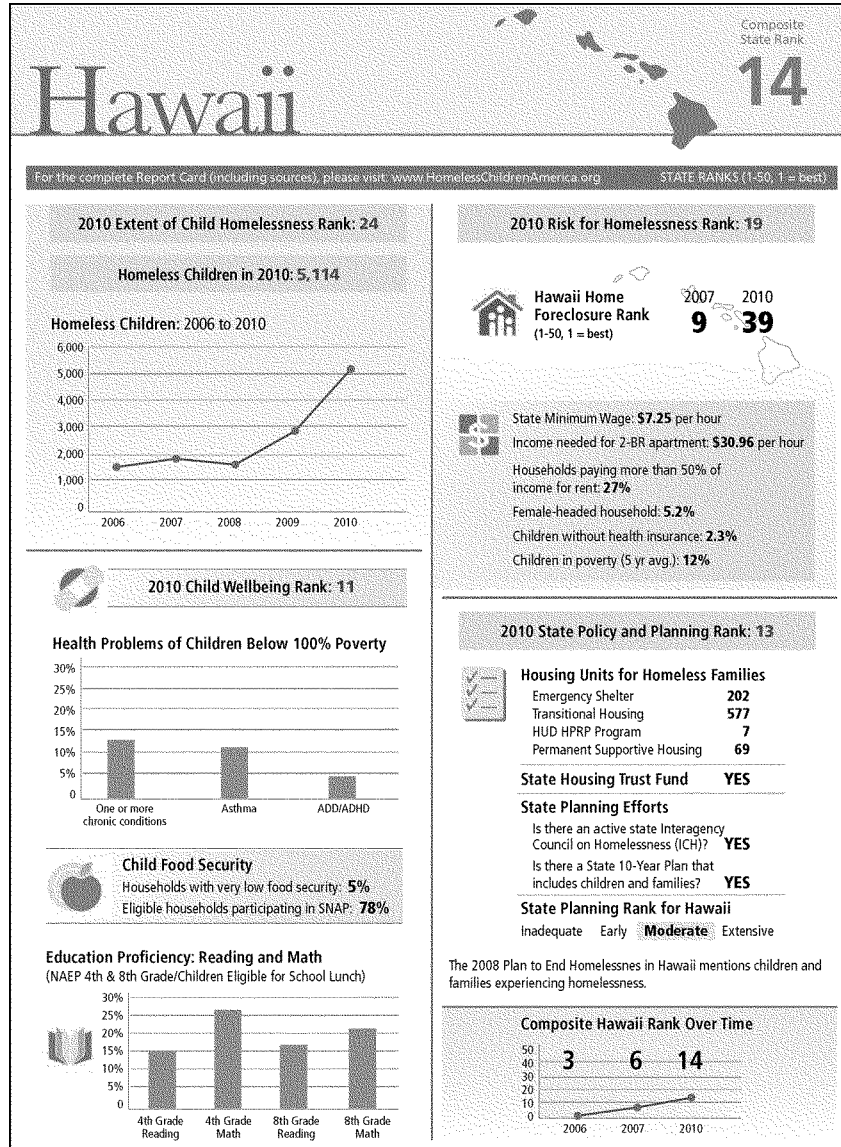 Hawaii
Composite
State Rank
14
For the complete Report Card (including sources), please visit: www.HomelessChildrenAmerica.org
STATE RANKS (1-50, 1 = best)
2010 Extent of Child Homelessness Rank: 24
Homeless Children in 2010: 5,114
Homeless Children: 2006 to 2010
6,000
5,000
4,000
3,000
2,000
1,000
0
2006 2007 2008 2009 2010
2010 Child Wellbeing Rank: 11
Health Problems of Children Below 100% Poverty
30%
25%
20%
15%
10%
5%
0
One or more
chronic conditions
Asthma
ADD/ADHD
Child Food Security
Households with very low food security: 5%
Eligible households participating in SNAP: 78%
Education Proficiency: Reading and Math
(NAEP 4th & 8th Grade/Children Eligible for School Lunch)
30%
25%
20%
15%
10%
5%
0
4th Grade
Reading
4th Grade
Math
8th Grade
Reading
8th Grade
Math
2010 Risk for Homelessness Rank: 19
Hawaii Home
Foreclosure Rank
(1-50, 1 = best)
2007 2010
9 39
$
State Minimum Wage: $7.25 per hour
Income needed for 2-BR apartment: $30.96 per hour
Households paying more than 50% of
income for rent: 27%
Female-headed household: 5.2%
Children without health insurance: 2.3%
Children in poverty (5 yr avg.): 12%
2010 State Policy and Planning Rank: 13
Housing Units for Homeless Families
Emergency Shelter 202
Transitional Housing 577
HUD HPRP Program 7
Permanent Supportive Housing 69
State Housing Trust Fund YES
State Planning Efforts
Is there an active state Interagency
Council on Homelessness (ICH)? YES
Is there a State 10-Year Plan that
includes children and families? YES
State Planning Rank for Hawaii
Inadequate Early Moderate Extensive
The 2008 Plan to End Homelessnes in Hawaii mentions children and
families experiencing homelessness.
Composite Hawaii Rank Over Time
50
40
30
20
10
0
3 6 14
2006 2007 2010